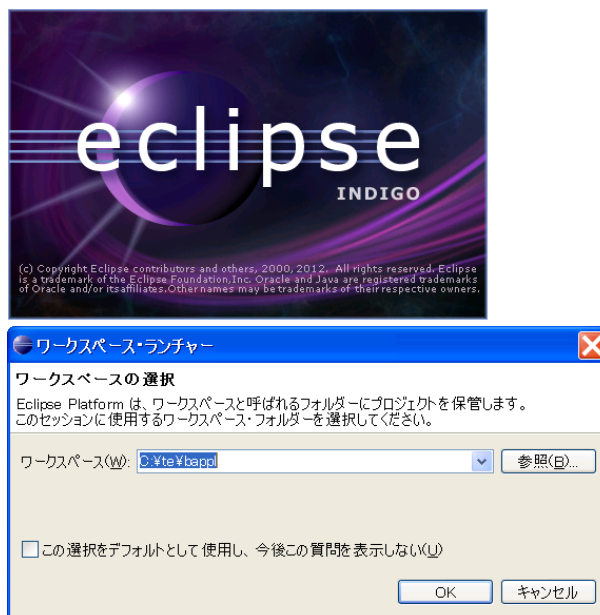 eclipse
INDIGO
(c) Copyright Eclipse contributors and others, 2000, 2012. All rights reserved. Eclipse
is a trademark of the Eclipse Foundation,Inc. Oracle and Java are registered trademarks
of Oracle and/or itsaffiliates.Other names may be trademarks of their respective owners.
ワークスペース・ランチャー
ワークスペースの選択
Eclipse Platform は、ワークスペースと呼ばれるフォルダーにプロジェクトを保管します。
このセッションに使用するワークスペース・フォルダーを選択してください。
ワークスペース(W): C:¥te¥bappl 参照(B)...
この選択をデフォルトとして使用し、今後この質問を表示しない(U)
OK キャンセル